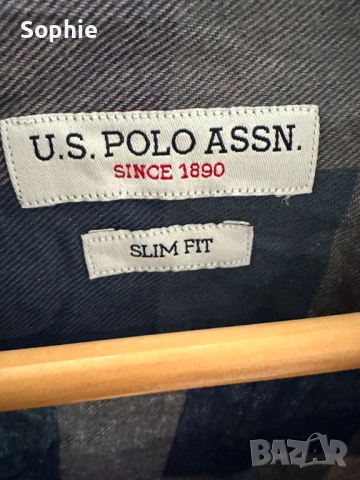 Sophie
U.S. POLO ASSN.
SINCE 1890
SLIM FIT
BAZAR